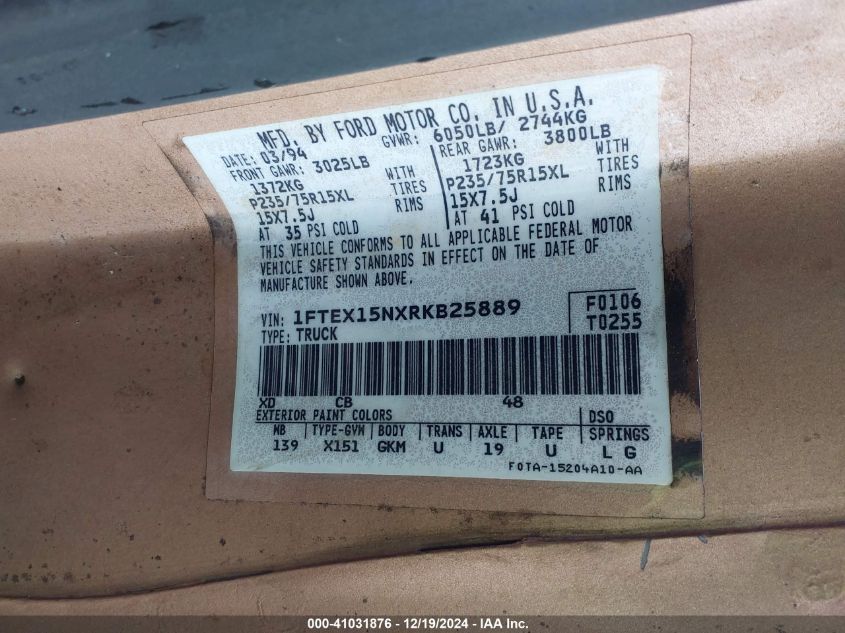 MFD. BY FORD MOTOR CO. IN U.S.A.
DATE: 03/94 GVWR: 6050LB/ 2744KG
FRONT GAWR: 3025LB REAR GAWR: 3800LB
1372KG WITH 1723KG WITH
P235/75R15XL TIRES P235/75R15XL TIRES
15X7.5J RIMS 15X7.5J RIMS
AT 35 PSI COLD AT 41 PSI COLD
THIS VEHICLE CONFORMS TO ALL APPLICABLE FEDERAL MOTOR
VEHICLE SAFETY STANDARDS IN EFFECT ON THE DATE OF
MANUFACTURE SHOWN ABOVE.
VIN: 1FTEX15NXRKB25889 F0106
TYPE: TRUCK T0255
XD CB 48
EXTERIOR PAINT COLORS DSO
WB TYPE-GVW BODY TRANS AXLE TAPE SPRINGS
139 X151 GKM U 19 U L G
F0TA-15204A10-AA
000-41031876 - 12/19/2024 - IAA Inc.